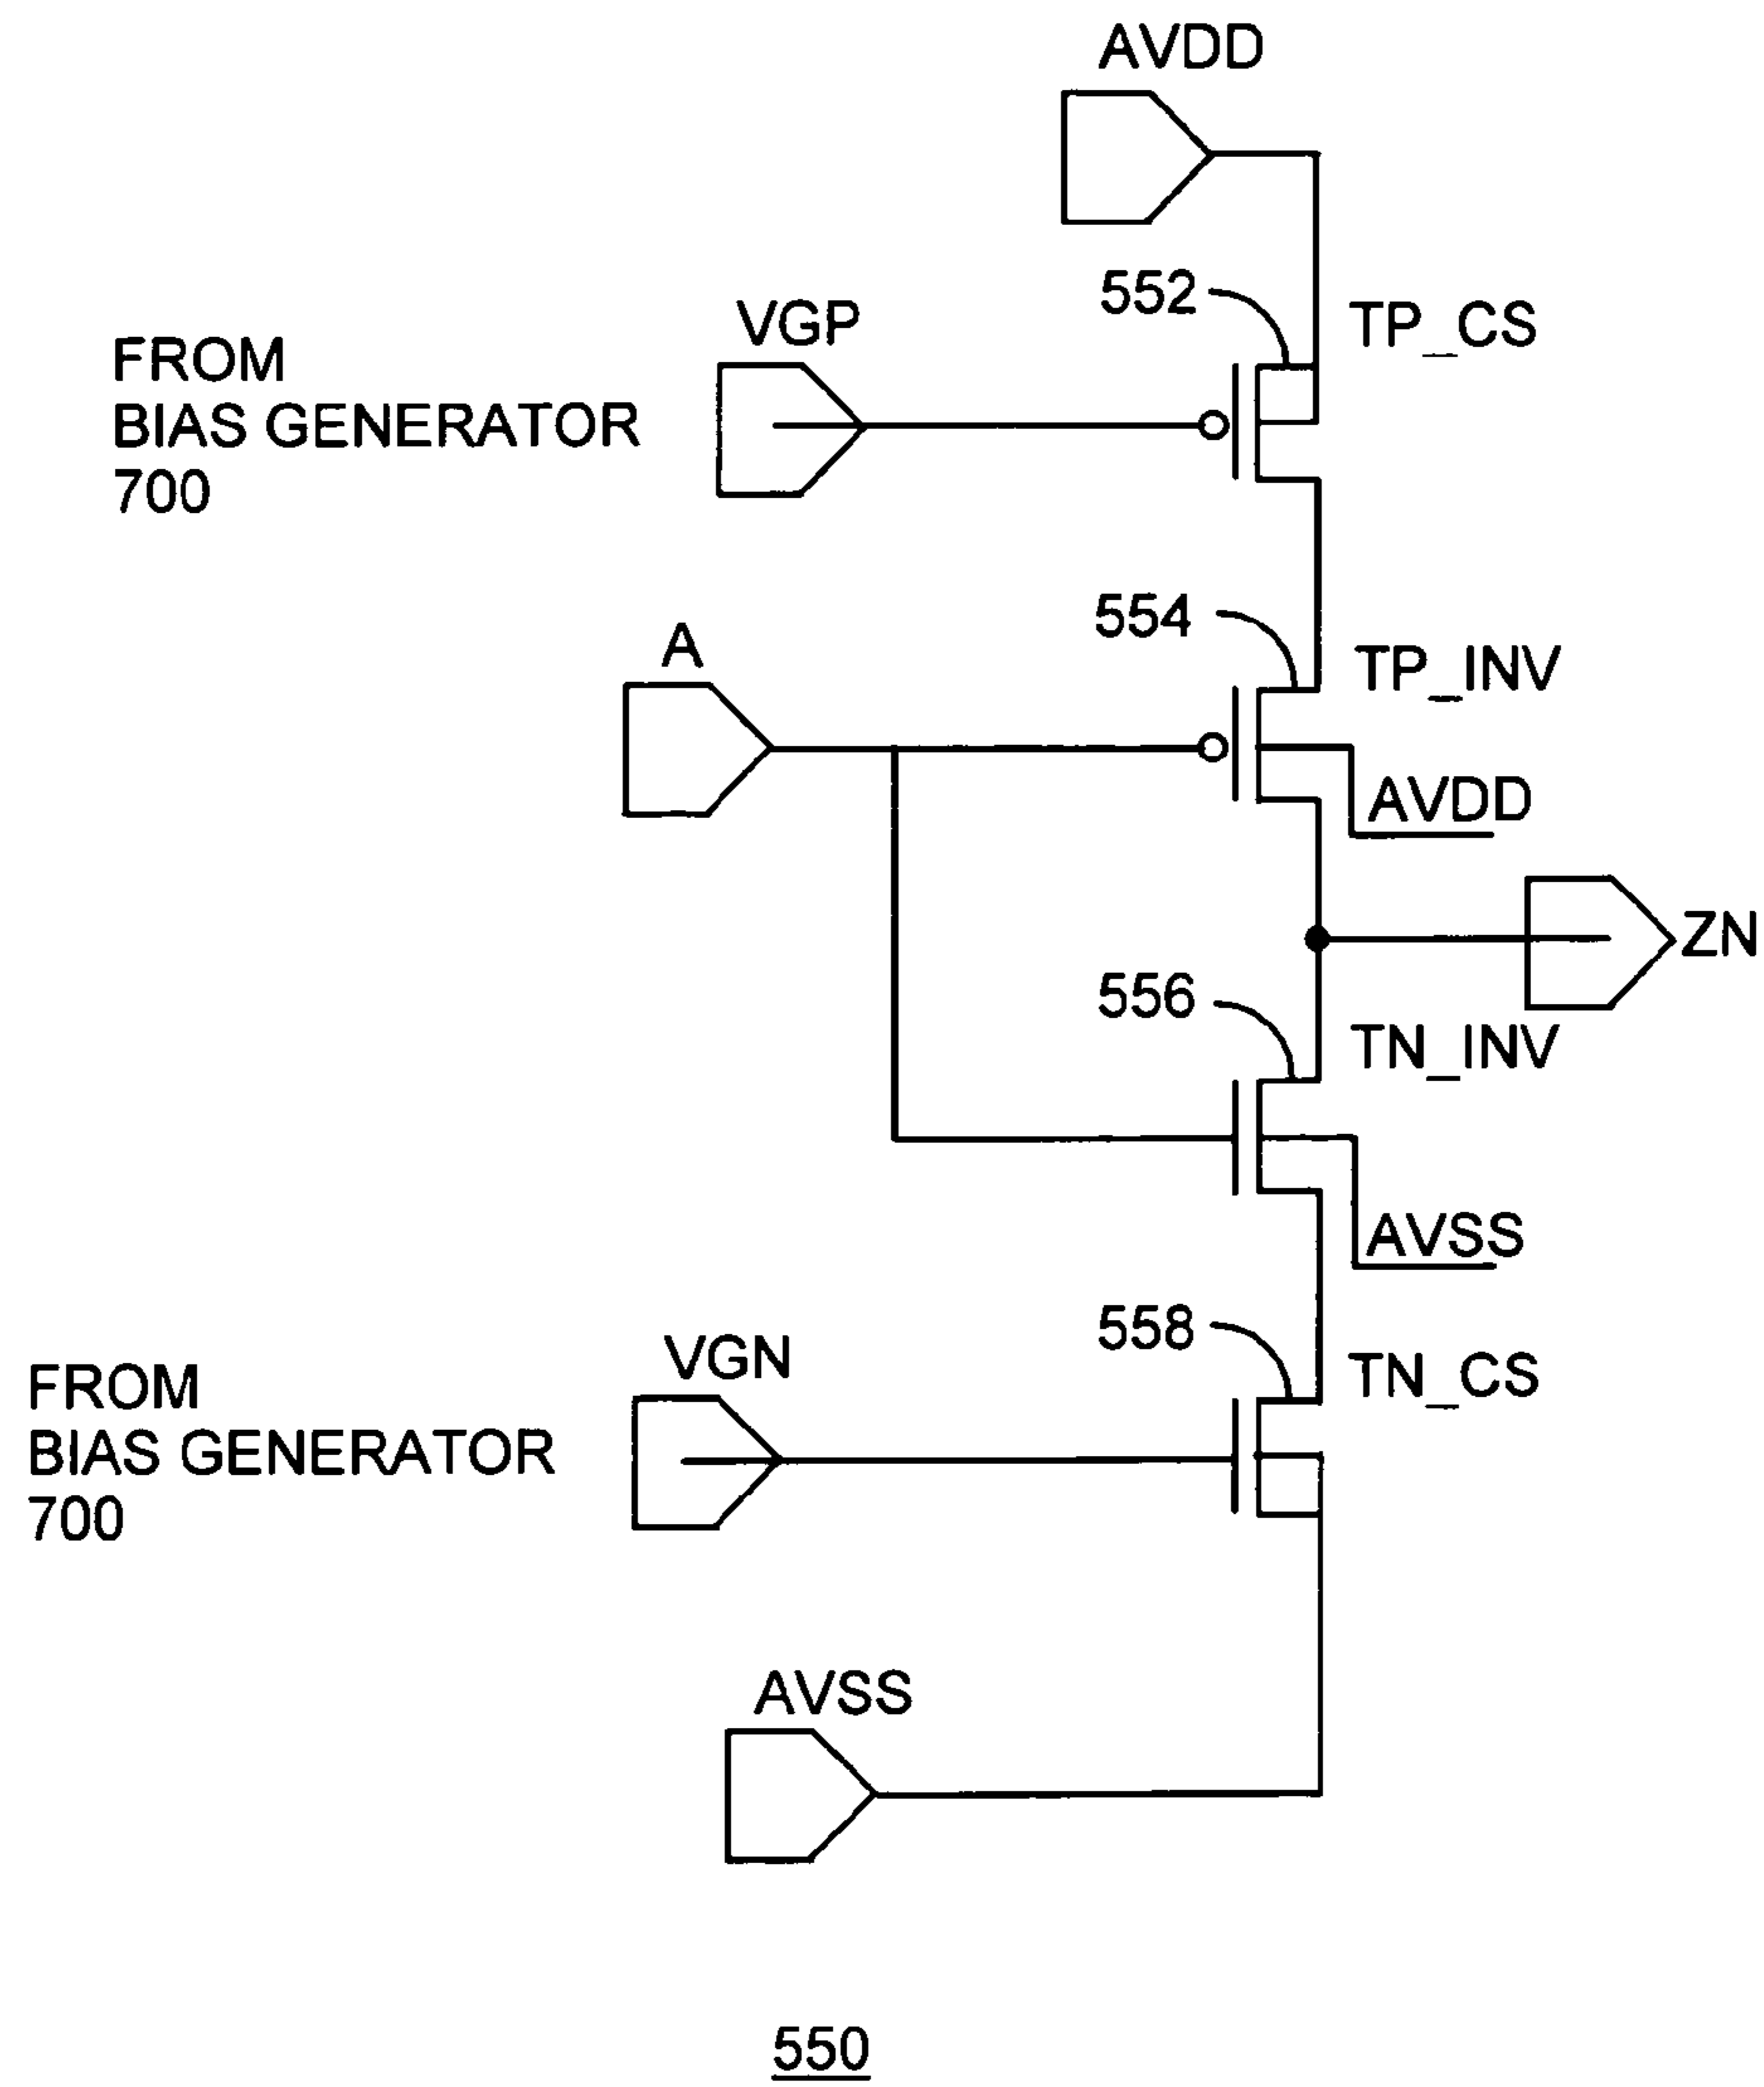 AVDD
552
TP_CS
VGP
FROM
BIAS GENERATOR
700
554
TP_INV
A
AVDD
ZN
556
TN_INV
AVSS
558
TN_CS
VGN
FROM
BIAS GENERATOR
700
AVSS
550